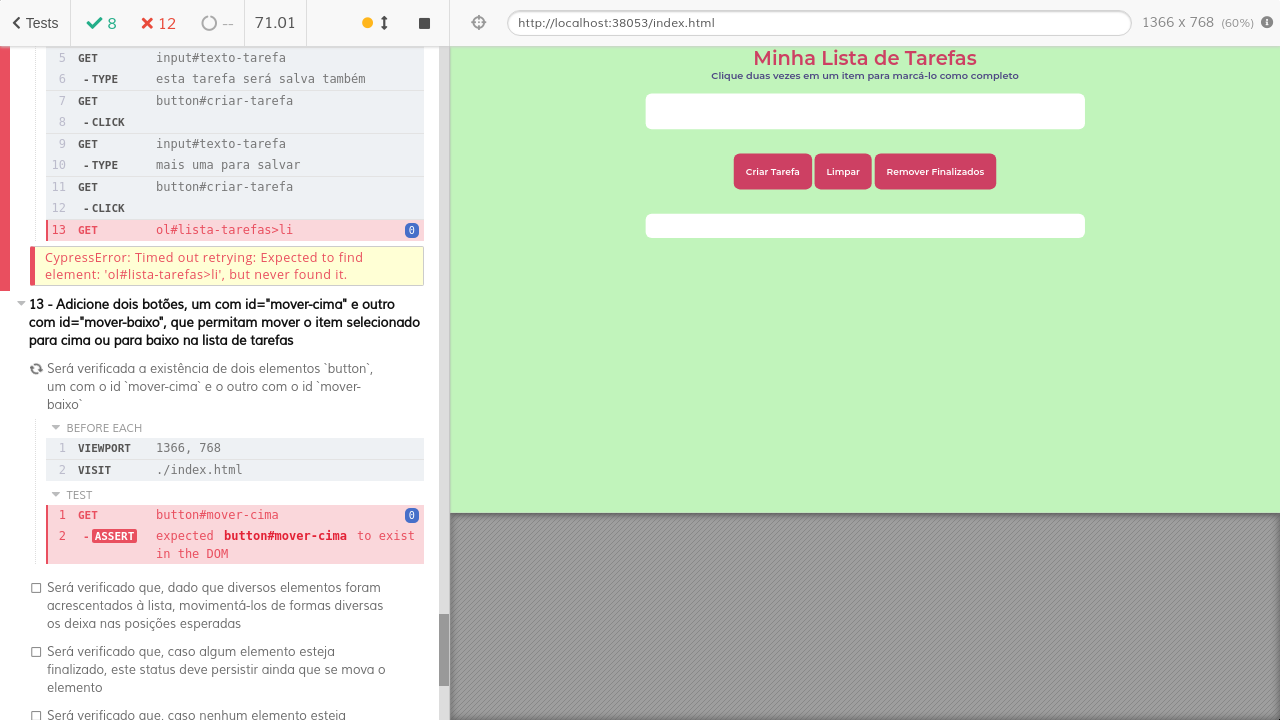 Tests 8 12 -- 71.01
http://localhost:38053/index.html 1366 x 768 (60%)
5 GET input#texto-tarefa
6 -TYPE esta tarefa será salva também
7 GET button#criar-tarefa
8 -CLICK
9 GET input#texto-tarefa
10 -TYPE mais uma para salvar
11 GET button#criar-tarefa
12 -CLICK
13 GET ol#lista-tarefas>li 0
CypressError: Timed out retrying: Expected to find
element: 'ol#lista-tarefas>li', but never found it.
13 - Adicione dois botões, um com id="mover-cima" e outro
com id="mover-baixo", que permitam mover o item selecionado
para cima ou para baixo na lista de tarefas
Será verificada a existência de dois elementos `button`,
um com o id `mover-cima` e o outro com o id `mover-
baixo`
BEFORE EACH
1 VIEWPORT 1366, 768
2 VISIT ./index.html
TEST
1 GET button#mover-cima 0
2 -ASSERT expected button#mover-cima to exist
in the DOM
Será verificado que, dado que diversos elementos foram
acrescentados à lista, movimentá-los de formas diversas
os deixa nas posições esperadas
Será verificado que, caso algum elemento esteja
finalizado, este status deve persistir ainda que se mova o
elemento
Será verificado que, caso nenhum elemento esteja
Minha Lista de Tarefas
Clique duas vezes em um item para marcá-lo como completo
Criar Tarefa Limpar Remover Finalizados